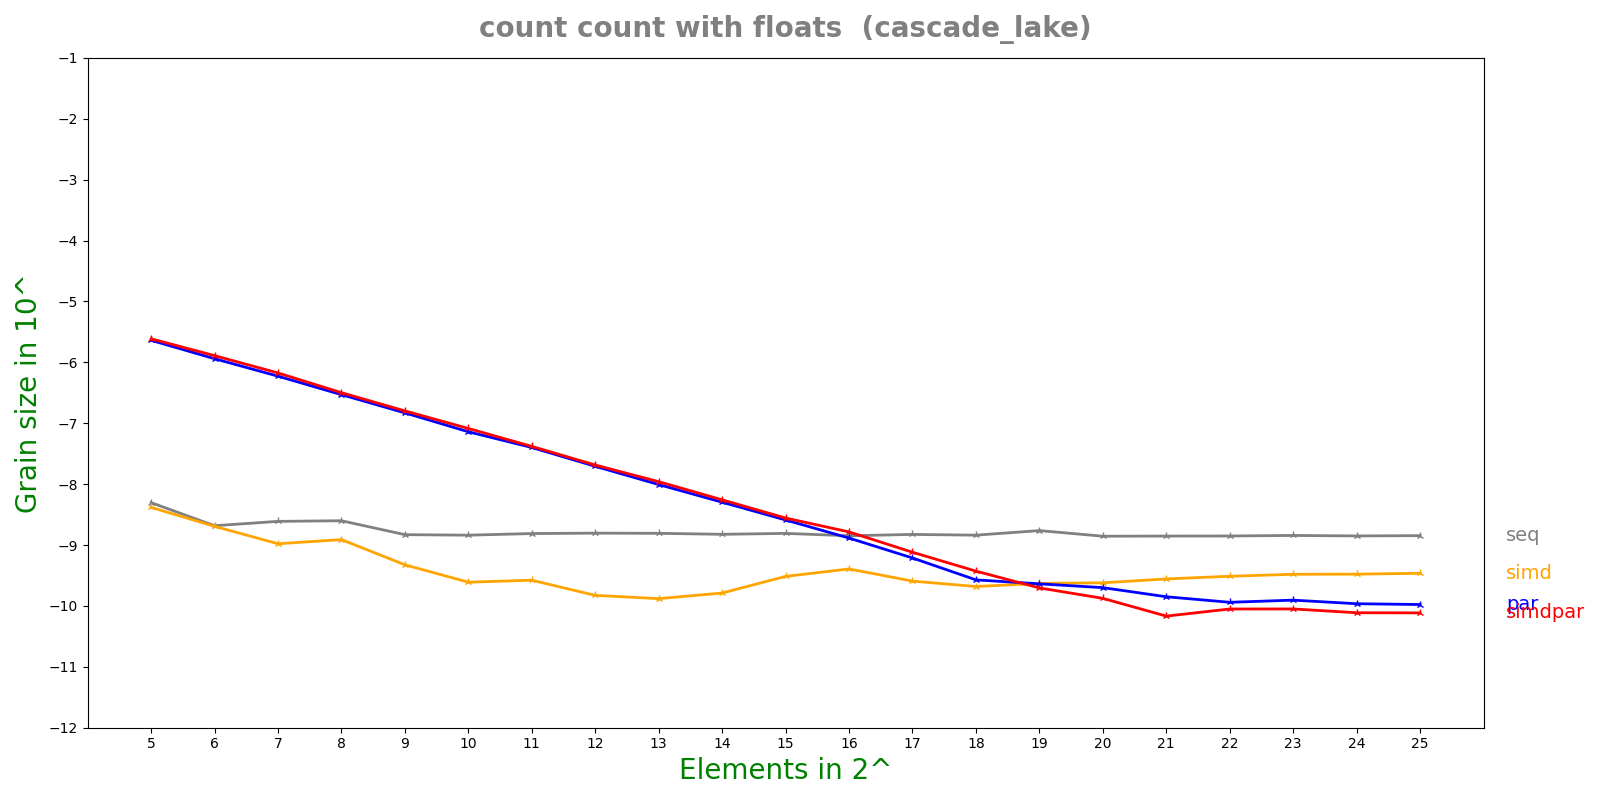 count count with floats  (cascade_lake)
−1
−2
−3
−4
−5
−6
−7
−8
−9
−10
−11
−12
Grain size in 10^
5 6 7 8 9 10 11 12 13 14 15 16 17 18 19 20 21 22 23 24 25
Elements in 2^
seq
simd
par
simdpar